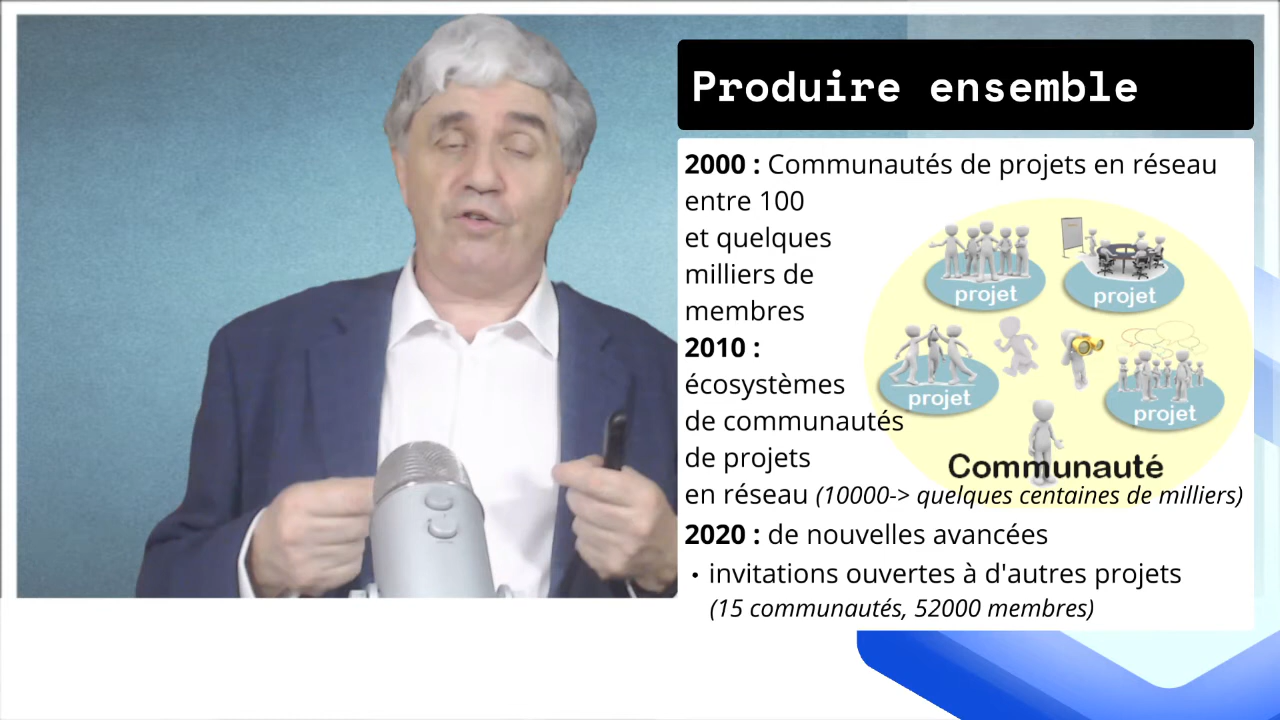 Produire ensemble
2000 : Communautés de projets en réseau
entre 100
et quelques
milliers de
membres
2010 :
écosystèmes
de communautés
de projets
en réseau (10000-> quelques centaines de milliers)
2020 : de nouvelles avancées
• invitations ouvertes à d'autres projets
(15 communautés, 52000 membres)
projet
projet
projet
projet
Communauté